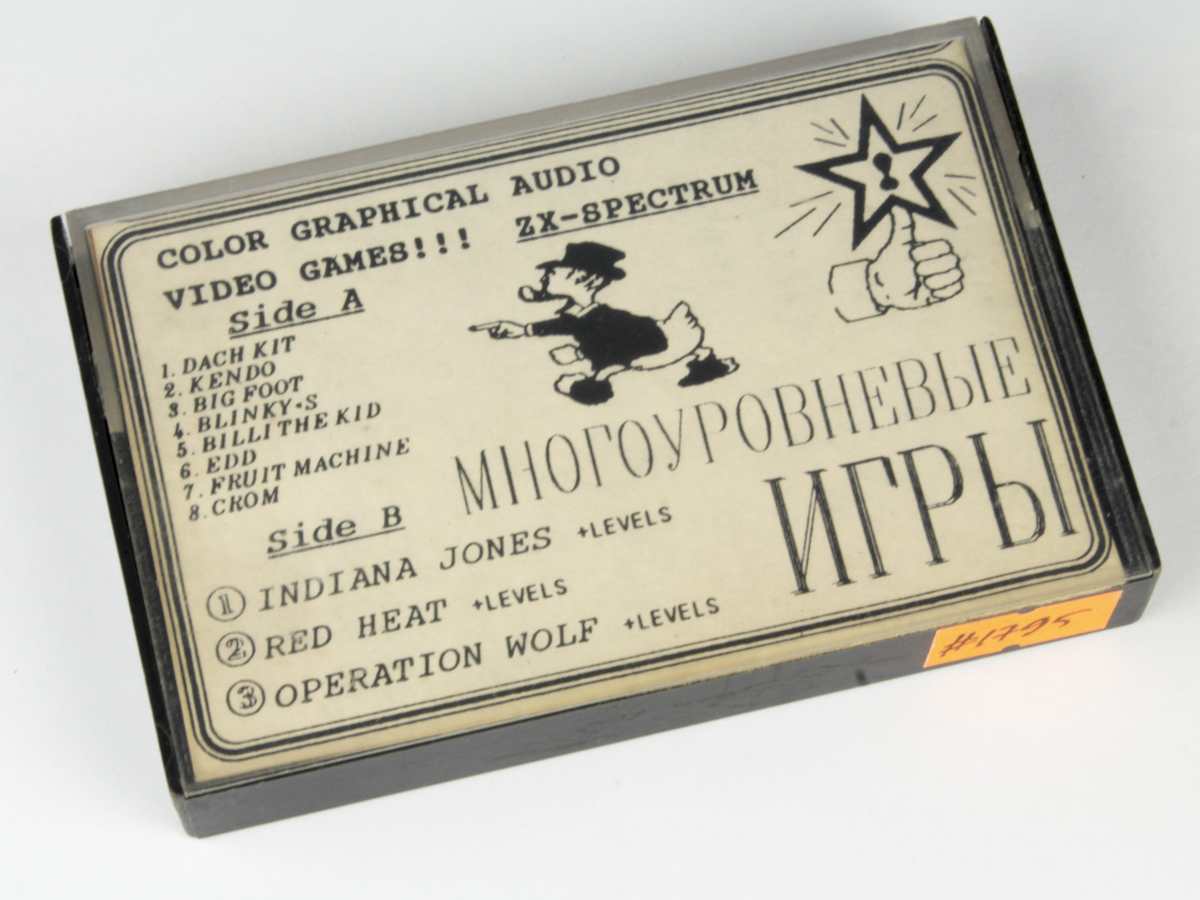 COLOR GRAPHICAL AUDIO
VIDEO GAMES!!! ZX-SPECTRUM
Side A
1. DACH KIT
2. KENDO
3. BIG FOOT
4. BLINKY•S
5. BILLI THE KID
6. EDD
7. FRUIT MACHINE
8. CROM
МНОГОУРОВНЕВЫЕ
ИГРЫ
Side B
1 INDIANA JONES +LEVELS
2 RED HEAT +LEVELS
3 OPERATION WOLF +LEVELS